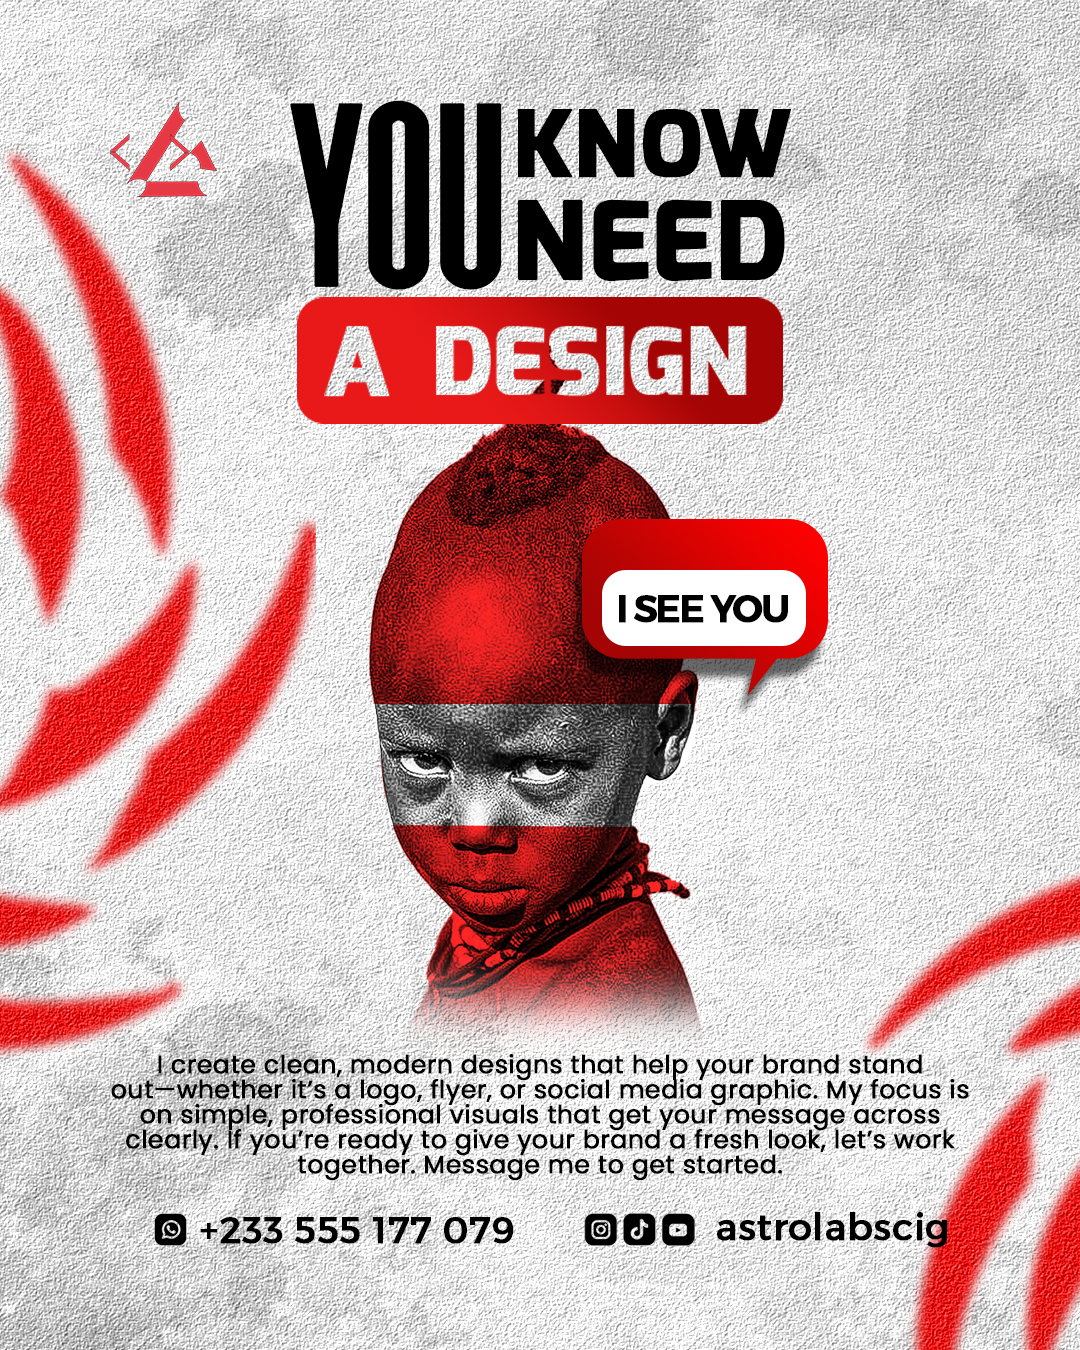 YOU KNOW
NEED
A DESIGN
I SEE YOU
I create clean, modern designs that help your brand stand
out—whether it's a logo, flyer, or social media graphic. My focus is
on simple, professional visuals that get your message across
clearly. If you're ready to give your brand a fresh look, let's work
together. Message me to get started.
+233 555 177 079 astrolabscig